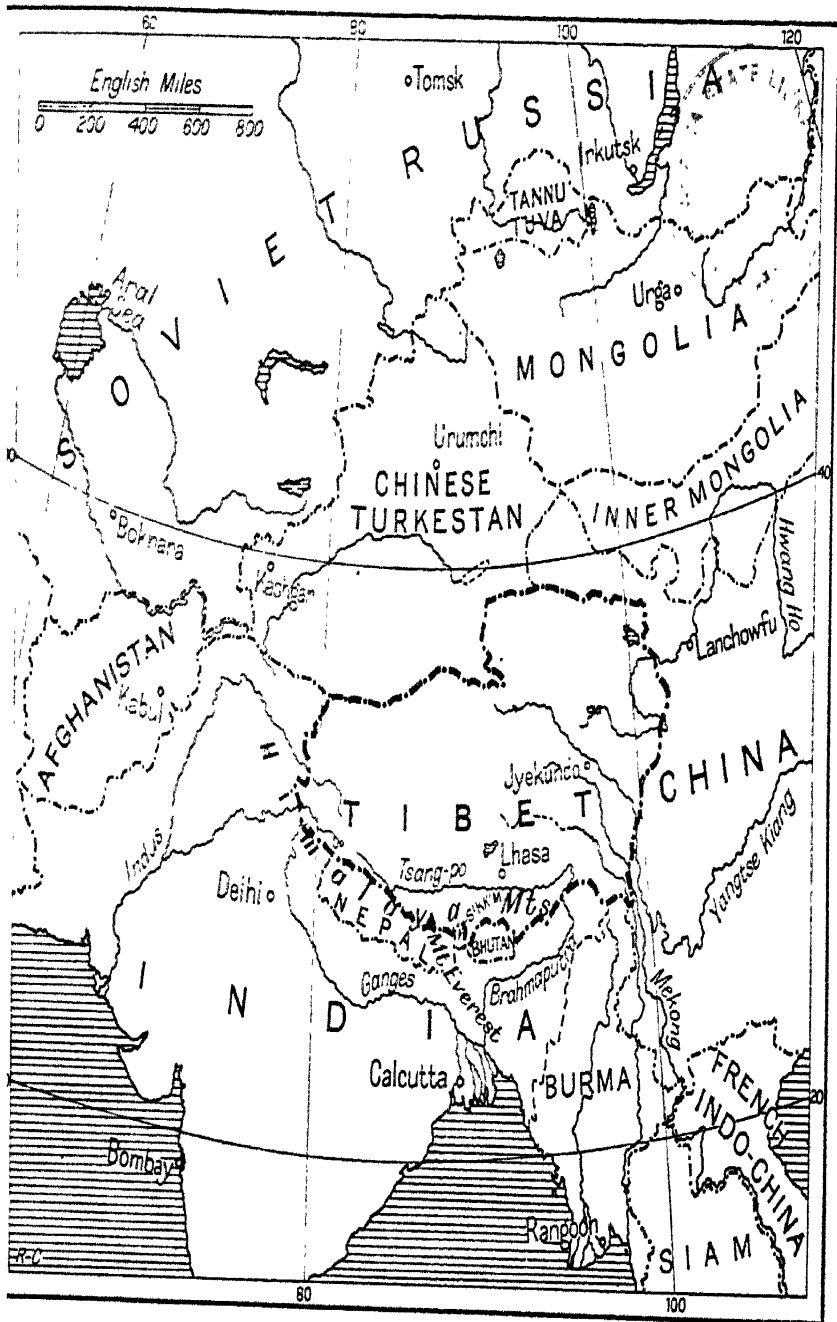 60 80 100 120
English Miles
0 200 400 600 800
Tomsk
SOVIET RUSSIA
Irkutsk
TANNU
TUVA
Aral
Sea
Urga
MONGOLIA
Urumchi
CHINESE
TURKESTAN
INNER MONGOLIA
40
Bokhara
Kashgar
Hwang Ho
Lanchowfu
AFGHANISTAN
Kabul
CHINA
Jyekundo
TIBET
Indus
Himalaya Mts
Tsang-po
Lhasa
Delhi
NEPAL
SIKKIM
BHUTAN
Mt Everest
Yangtse Kiang
Ganges
Brahmaputra
Mekong
INDIA
Calcutta
BURMA
FRENCH
INDO-CHINA
20
Bombay
Rangoon
SIAM
R-C
80 100